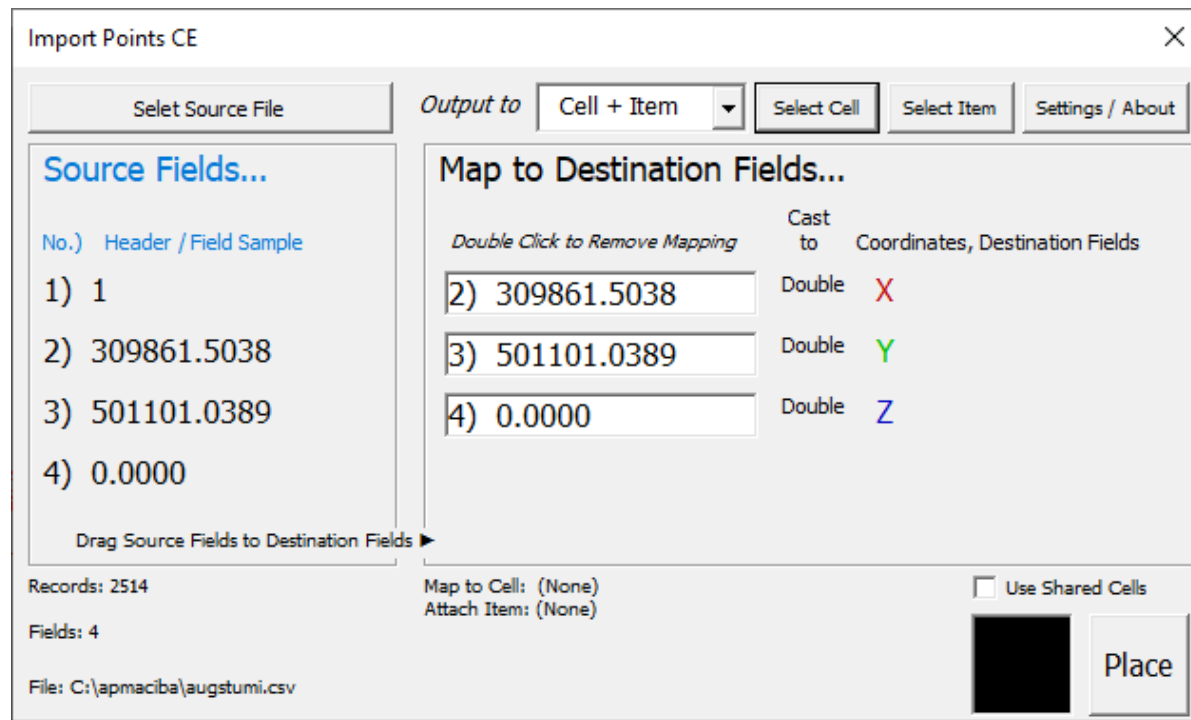 Import Points CE
Selet Source File
Output to Cell + Item Select Cell Select Item Settings / About
Source Fields...
No.) Header / Field Sample
1) 1
2) 309861.5038
3) 501101.0389
4) 0.0000
Drag Source Fields to Destination Fields ►
Map to Destination Fields...
Double Click to Remove Mapping Cast to Coordinates, Destination Fields
2) 309861.5038 Double X
3) 501101.0389 Double Y
4) 0.0000 Double Z
Records: 2514
Fields: 4
File: C:\apmaciba\augstumi.csv
Map to Cell: (None)
Attach Item: (None)
Use Shared Cells
Place